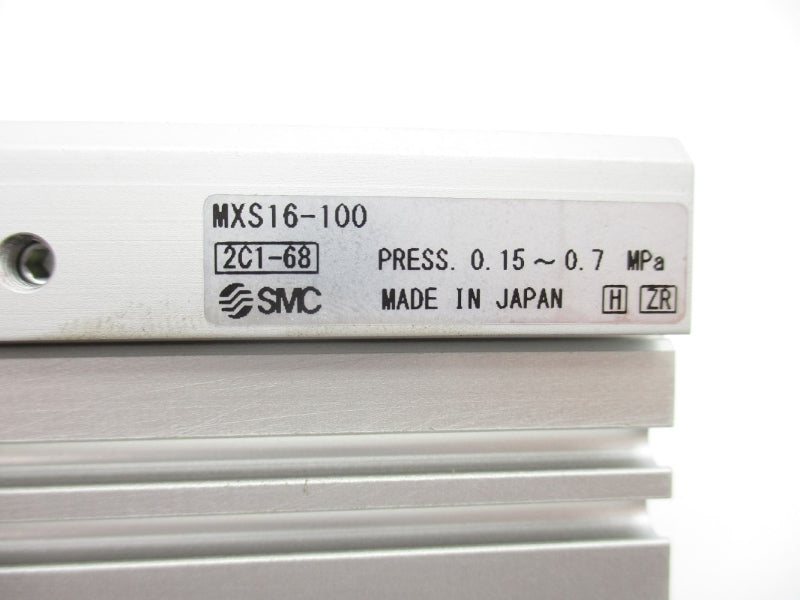 MXS16-100
2C1-68 PRESS. 0.15~0.7 MPa
SMC MADE IN JAPAN H ZR